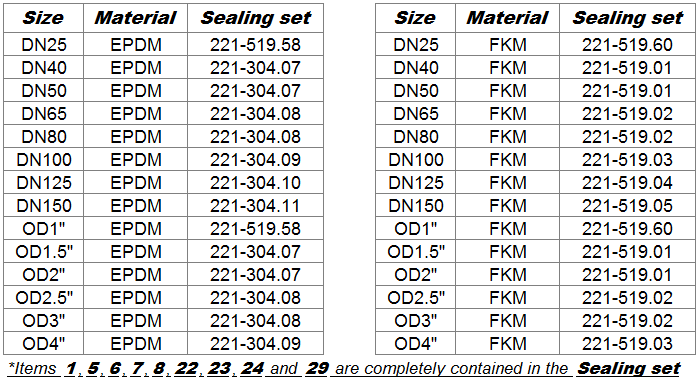 Size Material Sealing set Size Material Sealing set
DN25 EPDM 221-519.58 DN25 FKM 221-519.60
DN40 EPDM 221-304.07 DN40 FKM 221-519.01
DN50 EPDM 221-304.07 DN50 FKM 221-519.01
DN65 EPDM 221-304.08 DN65 FKM 221-519.02
DN80 EPDM 221-304.08 DN80 FKM 221-519.02
DN100 EPDM 221-304.09 DN100 FKM 221-519.03
DN125 EPDM 221-304.10 DN125 FKM 221-519.04
DN150 EPDM 221-304.11 DN150 FKM 221-519.05
OD1" EPDM 221-519.58 OD1" FKM 221-519.60
OD1.5" EPDM 221-304.07 OD1.5" FKM 221-519.01
OD2" EPDM 221-304.07 OD2" FKM 221-519.01
OD2.5" EPDM 221-304.08 OD2.5" FKM 221-519.02
OD3" EPDM 221-304.08 OD3" FKM 221-519.02
OD4" EPDM 221-304.09 OD4" FKM 221-519.03
*Items 1, 5, 6, 7, 8, 22, 23, 24 and 29 are completely contained in the Sealing set